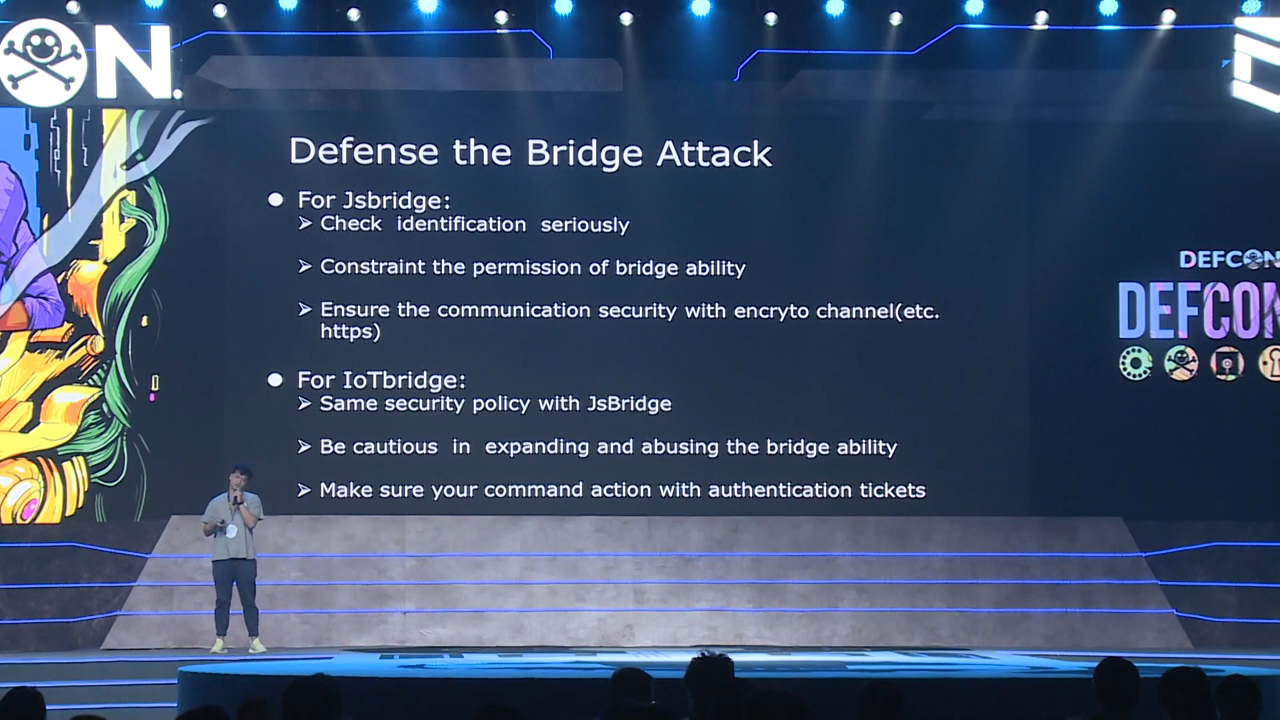 N.
Defense the Bridge Attack
For Jsbridge:
Check identification seriously
Constraint the permission of bridge ability
Ensure the communication security with encryto channel(etc.
https)
For IoTbridge:
Same security policy with JsBridge
Be cautious in expanding and abusing the bridge ability
Make sure your command action with authentication tickets
DEFCON
DEFCON